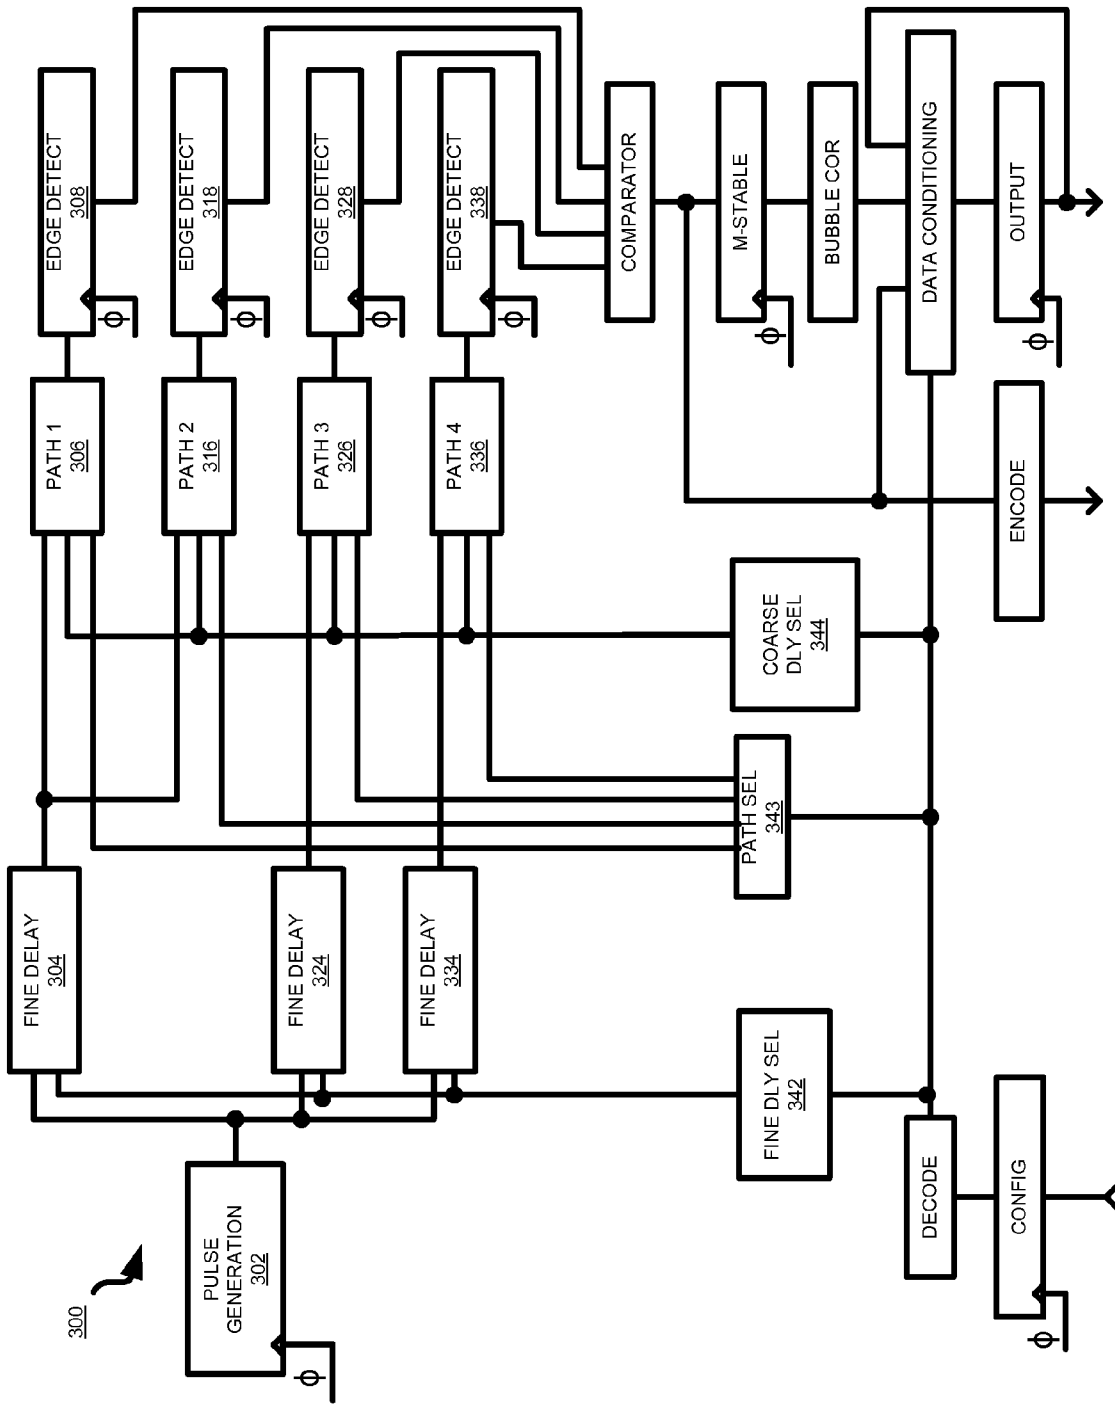 300
PULSE
GENERATION
302
ϕ
FINE DELAY
304
FINE DELAY
324
FINE DELAY
334
PATH 1
306
PATH 2
316
PATH 3
326
PATH 4
336
EDGE DETECT
308
ϕ
EDGE DETECT
318
ϕ
EDGE DETECT
328
ϕ
EDGE DETECT
338
ϕ
FINE DLY SEL
342
PATH SEL
343
COARSE
DLY SEL
344
COMPARATOR
M-STABLE
ϕ
BUBBLE COR
DATA CONDITIONING
OUTPUT
ϕ
ENCODE
DECODE
CONFIG
ϕ